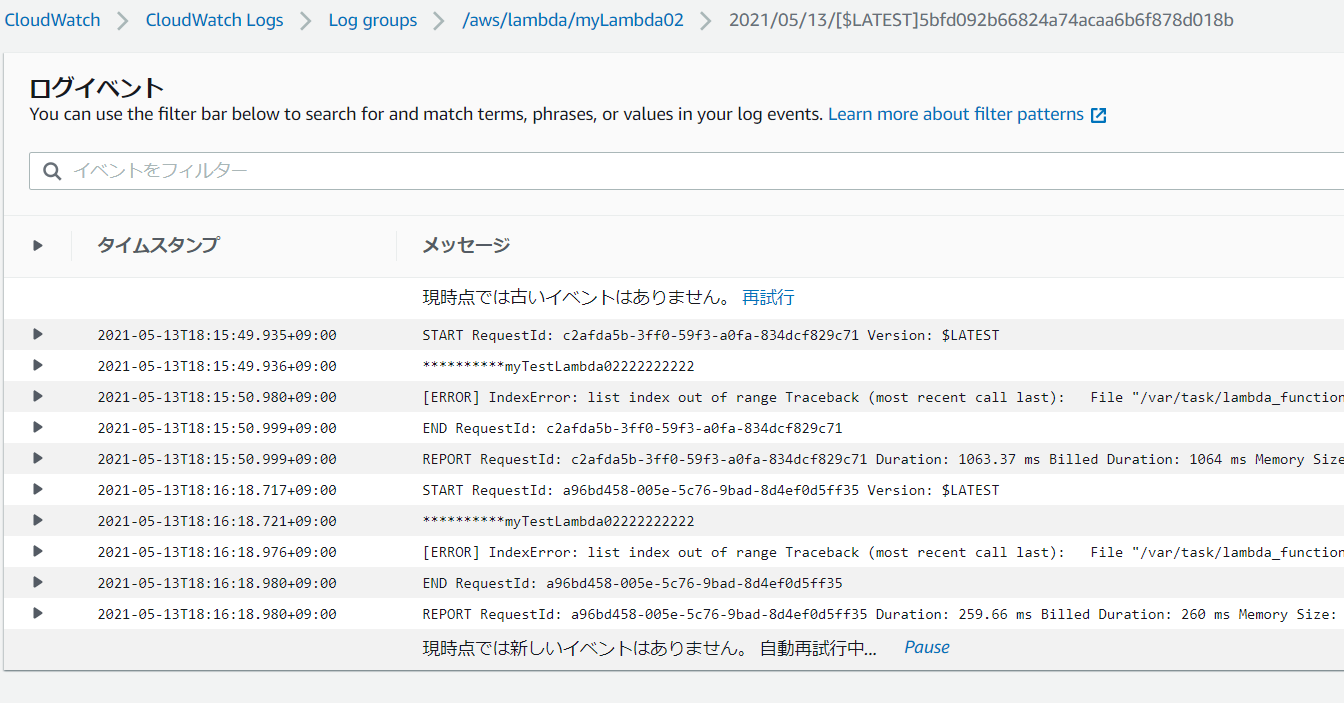 CloudWatch > CloudWatch Logs > Log groups > /aws/lambda/myLambda02 > 2021/05/13/[$LATEST]5bfd092b66824a74acaa6b6f878d018b
ログイベント
You can use the filter bar below to search for and match terms, phrases, or values in your log events. Learn more about filter patterns
イベントをフィルター
タイムスタンプ メッセージ
現時点では古いイベントはありません。 再試行
2021-05-13T18:15:49.935+09:00 START RequestId: c2afda5b-3ff0-59f3-a0fa-834dcf829c71 Version: $LATEST
2021-05-13T18:15:49.936+09:00 **********myTestLambda02222222222
2021-05-13T18:15:50.980+09:00 [ERROR] IndexError: list index out of range Traceback (most recent call last): File "/var/task/lambda_function
2021-05-13T18:15:50.999+09:00 END RequestId: c2afda5b-3ff0-59f3-a0fa-834dcf829c71
2021-05-13T18:15:50.999+09:00 REPORT RequestId: c2afda5b-3ff0-59f3-a0fa-834dcf829c71 Duration: 1063.37 ms Billed Duration: 1064 ms Memory Size
2021-05-13T18:16:18.717+09:00 START RequestId: a96bd458-005e-5c76-9bad-8d4ef0d5ff35 Version: $LATEST
2021-05-13T18:16:18.721+09:00 **********myTestLambda02222222222
2021-05-13T18:16:18.976+09:00 [ERROR] IndexError: list index out of range Traceback (most recent call last): File "/var/task/lambda_function
2021-05-13T18:16:18.980+09:00 END RequestId: a96bd458-005e-5c76-9bad-8d4ef0d5ff35
2021-05-13T18:16:18.980+09:00 REPORT RequestId: a96bd458-005e-5c76-9bad-8d4ef0d5ff35 Duration: 259.66 ms Billed Duration: 260 ms Memory Size:
現時点では新しいイベントはありません。 自動再試行中... Pause